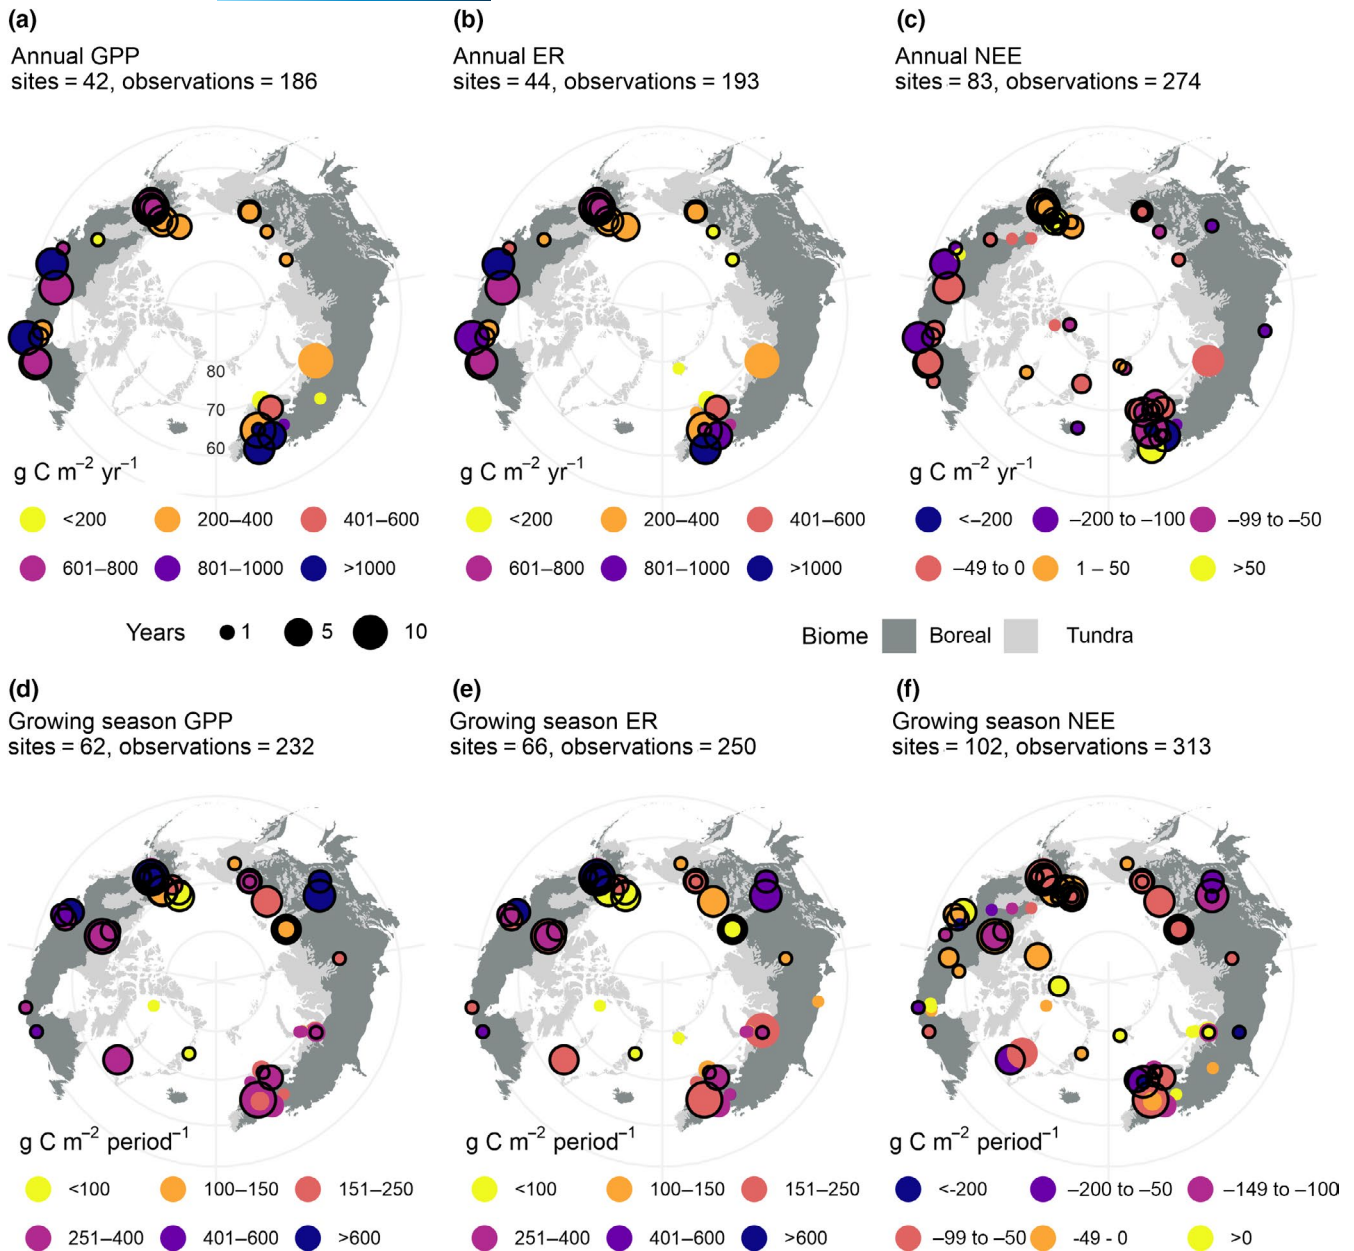 (a)
Annual GPP
sites = 42, observations = 186
(b)
Annual ER
sites = 44, observations = 193
(c)
Annual NEE
sites = 83, observations = 274
80
70
60
g C m−2 yr−1
<200 200–400 401–600
601–800 801–1000 >1000
g C m−2 yr−1
<200 200–400 401–600
601–800 801–1000 >1000
g C m−2 yr−1
<−200 −200 to −100 −99 to −50
−49 to 0 1 – 50 >50
Years 1 5 10
Biome Boreal Tundra
(d)
Growing season GPP
sites = 62, observations = 232
(e)
Growing season ER
sites = 66, observations = 250
(f)
Growing season NEE
sites = 102, observations = 313
g C m−2 period−1
<100 100–150 151–250
251–400 401–600 >600
g C m−2 period−1
<100 100–150 151–250
251–400 401–600 >600
g C m−2 period−1
<-200 −200 to −50 −149 to −100
−99 to −50 -49 - 0 >0